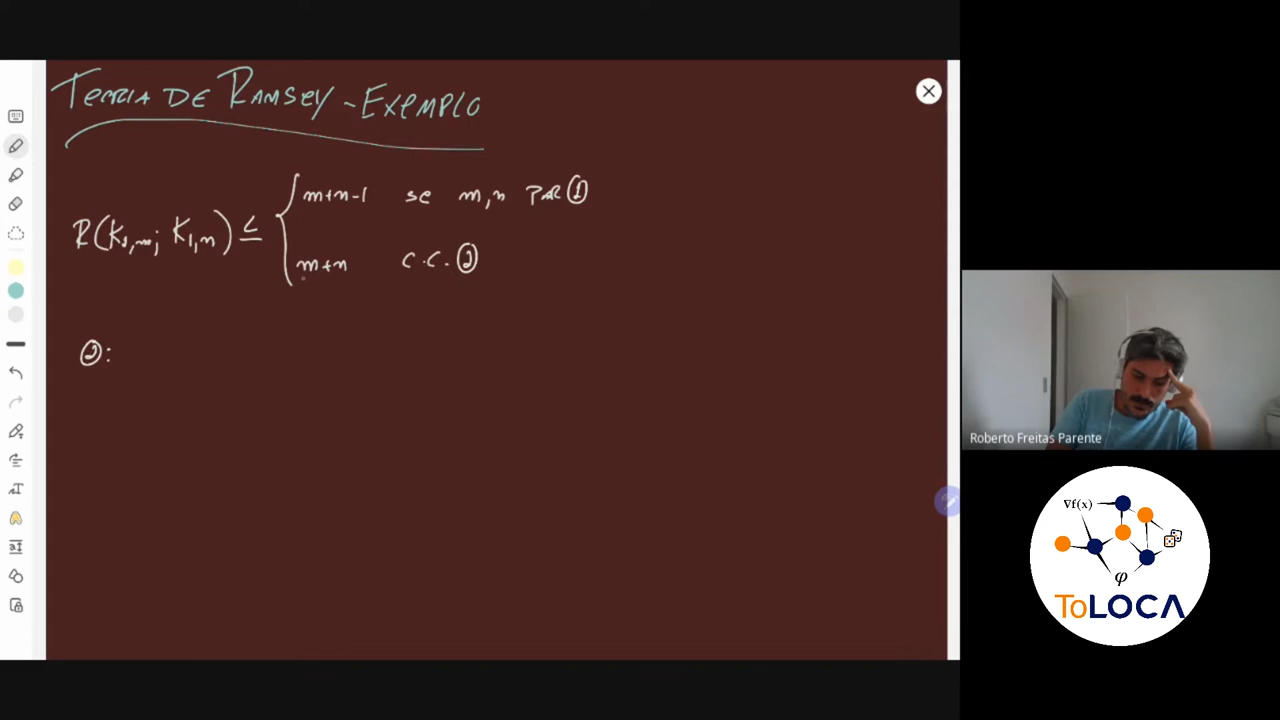 TEORIA DE RAMSEY - EXEMPLO
R(K1,m; K1,n) ≤ { m+n-1 se m,n PAR ①
m+n c.c. ②
②:
Roberto Freitas Parente
∇f(x)
φ
ToLOCA